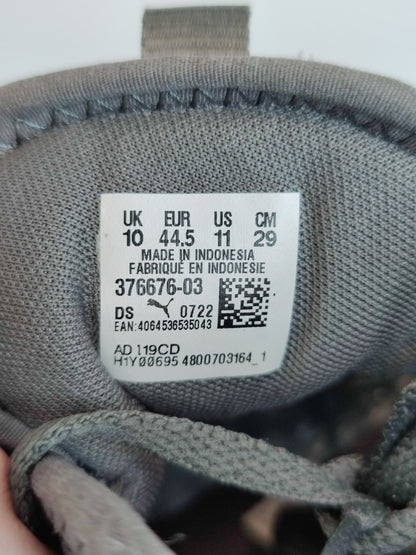 UK EUR US CM
10 44.5 11 29
MADE IN INDONESIA
FABRIQUÉ EN INDONESIE
376676-03
DS 0722
EAN:4064536535043
AD 119CD
H1Y00695 4800703164_1